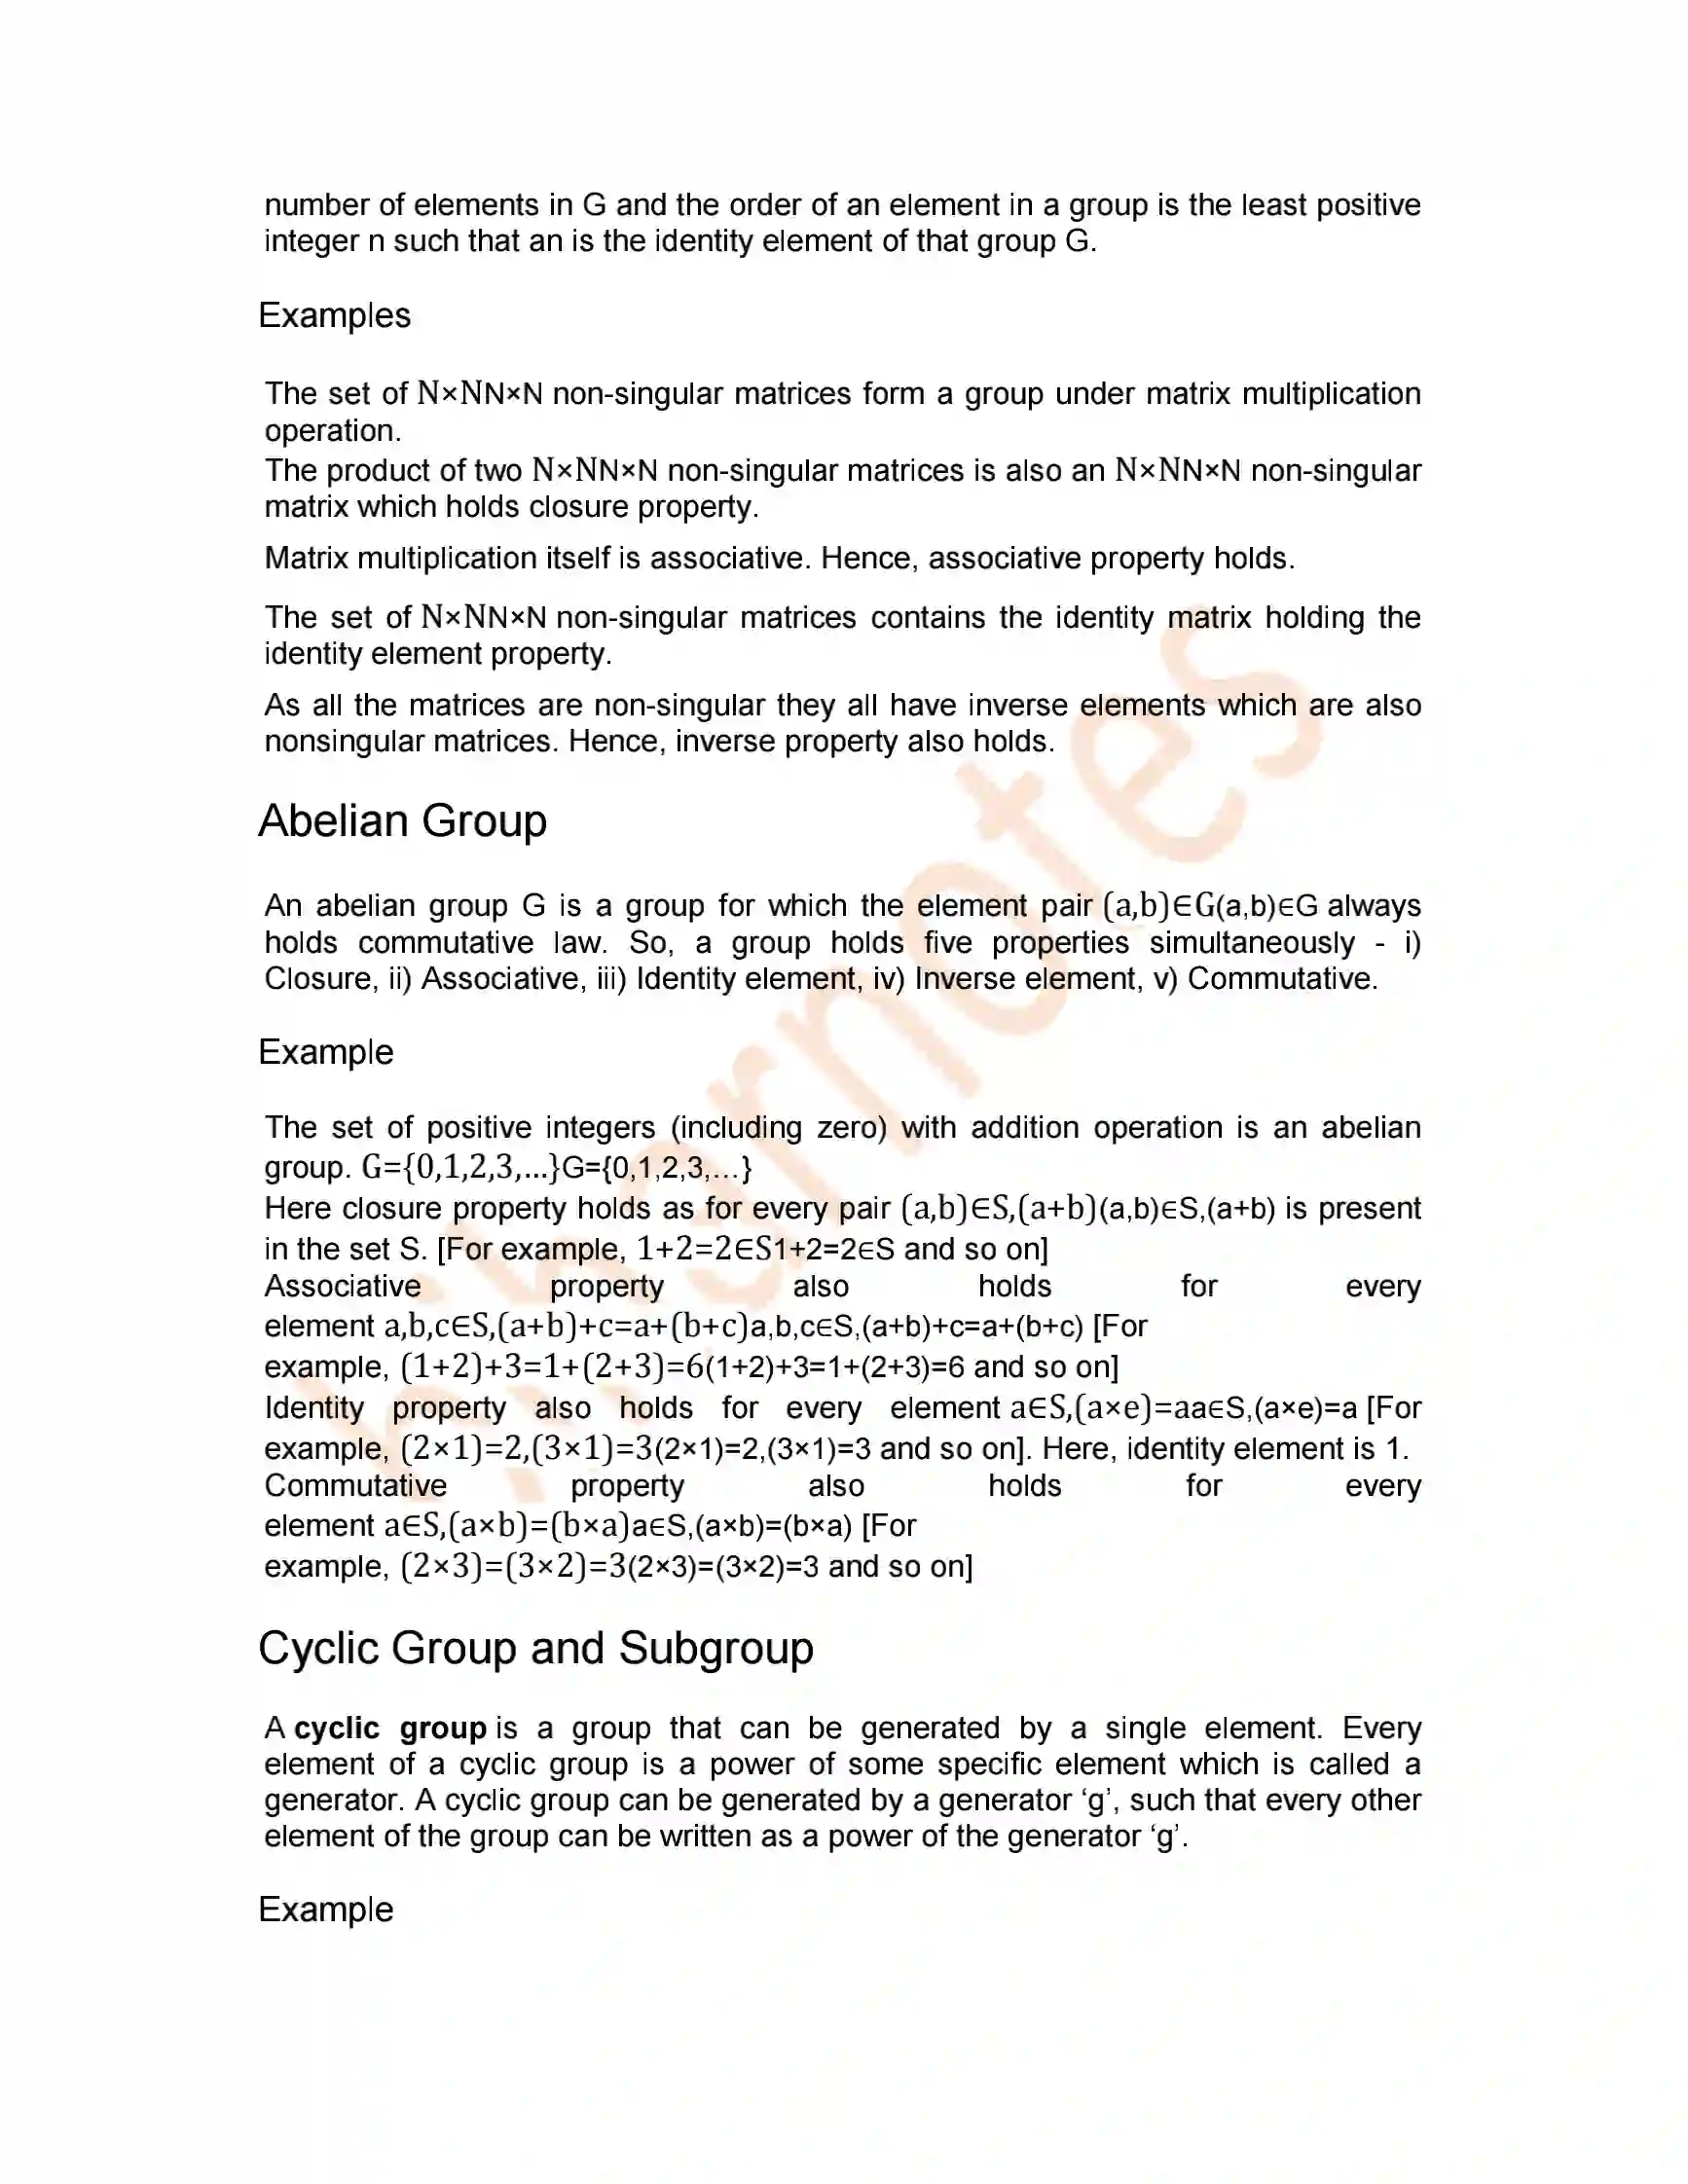 number of elements in G and the order of an element in a group is the least positive
integer n such that an is the identity element of that group G.
Examples
The set of N×NN×N non-singular matrices form a group under matrix multiplication
operation.
The product of two N×NN×N non-singular matrices is also an N×NN×N non-singular
matrix which holds closure property.
Matrix multiplication itself is associative. Hence, associative property holds.
The set of N×NN×N non-singular matrices contains the identity matrix holding the
identity element property.
As all the matrices are non-singular they all have inverse elements which are also
nonsingular matrices. Hence, inverse property also holds.
Abelian Group
An abelian group G is a group for which the element pair (a,b)∈G(a,b)∈G always
holds commutative law. So, a group holds five properties simultaneously - i)
Closure, ii) Associative, iii) Identity element, iv) Inverse element, v) Commutative.
Example
The set of positive integers (including zero) with addition operation is an abelian
group. G={0,1,2,3,…}G={0,1,2,3,…}
Here closure property holds as for every pair (a,b)∈S,(a+b)(a,b)∈S,(a+b) is present
in the set S. [For example, 1+2=2∈S1+2=2∈S and so on]
Associative property also holds for every
element a,b,c∈S,(a+b)+c=a+(b+c)a,b,c∈S,(a+b)+c=a+(b+c) [For
example, (1+2)+3=1+(2+3)=6(1+2)+3=1+(2+3)=6 and so on]
Identity property also holds for every element a∈S,(a×e)=aa∈S,(a×e)=a [For
example, (2×1)=2,(3×1)=3(2×1)=2,(3×1)=3 and so on]. Here, identity element is 1.
Commutative property also holds for every
element a∈S,(a×b)=(b×a)a∈S,(a×b)=(b×a) [For
example, (2×3)=(3×2)=3(2×3)=(3×2)=3 and so on]
Cyclic Group and Subgroup
A cyclic group is a group that can be generated by a single element. Every
element of a cyclic group is a power of some specific element which is called a
generator. A cyclic group can be generated by a generator ‘g’, such that every other
element of the group can be written as a power of the generator ‘g’.
Example